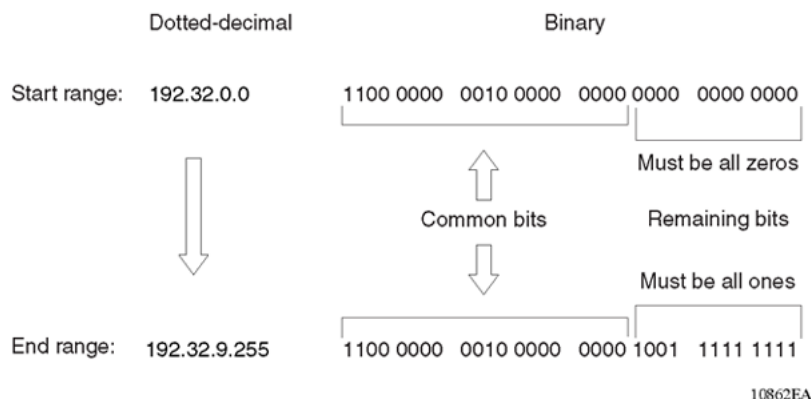 Dotted-decimal Binary
Start range: 192.32.0.0 1100 0000 0010 0000 0000 0000 0000 0000
Must be all zeros
Common bits Remaining bits
Must be all ones
End range: 192.32.9.255 1100 0000 0010 0000 0000 1001 1111 1111
10862EA